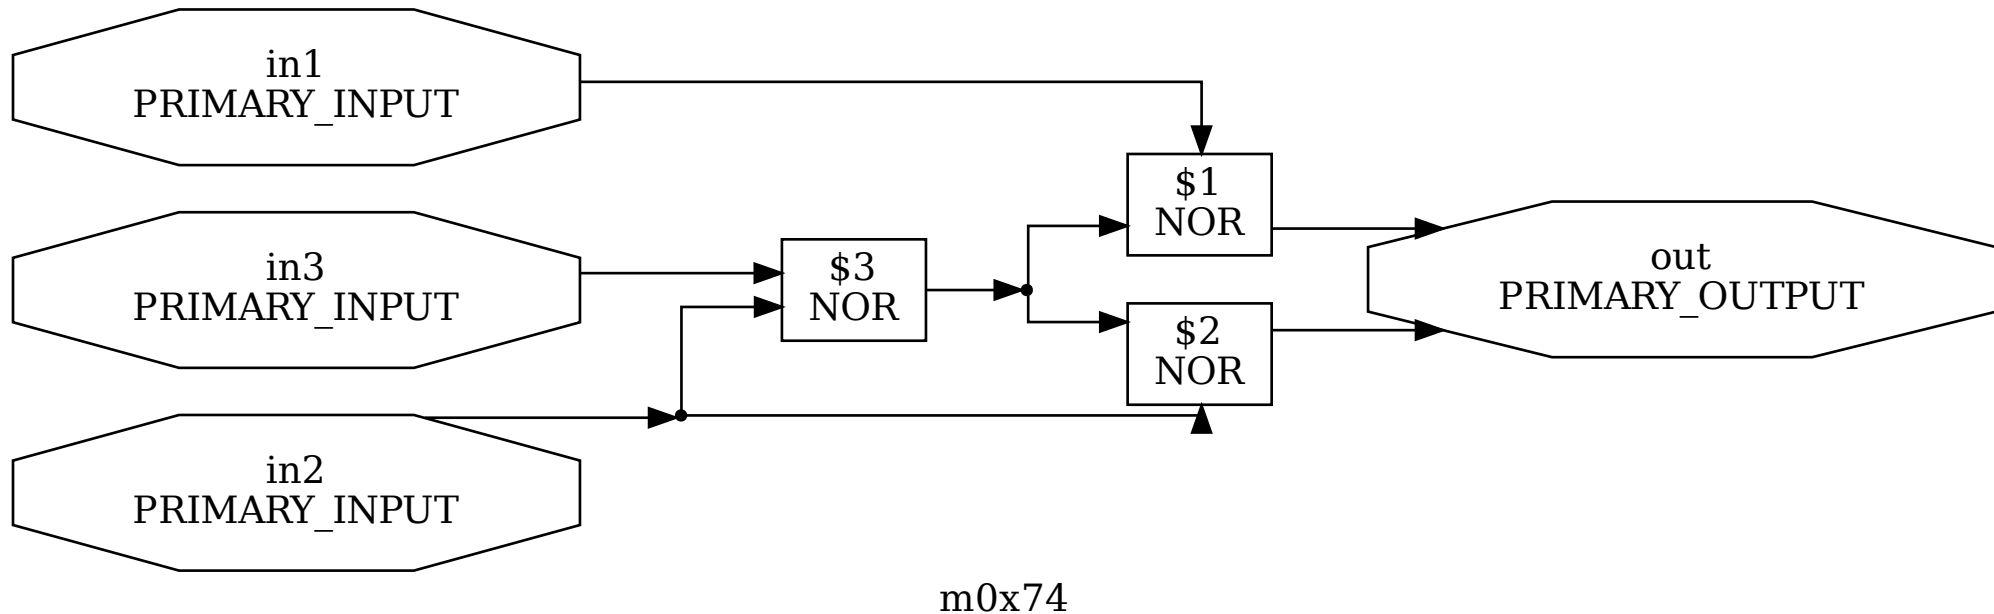 in1
PRIMARY_INPUT
in3
PRIMARY_INPUT
in2
PRIMARY_INPUT
$3
NOR
$1
NOR
$2
NOR
out
PRIMARY_OUTPUT
m0x74